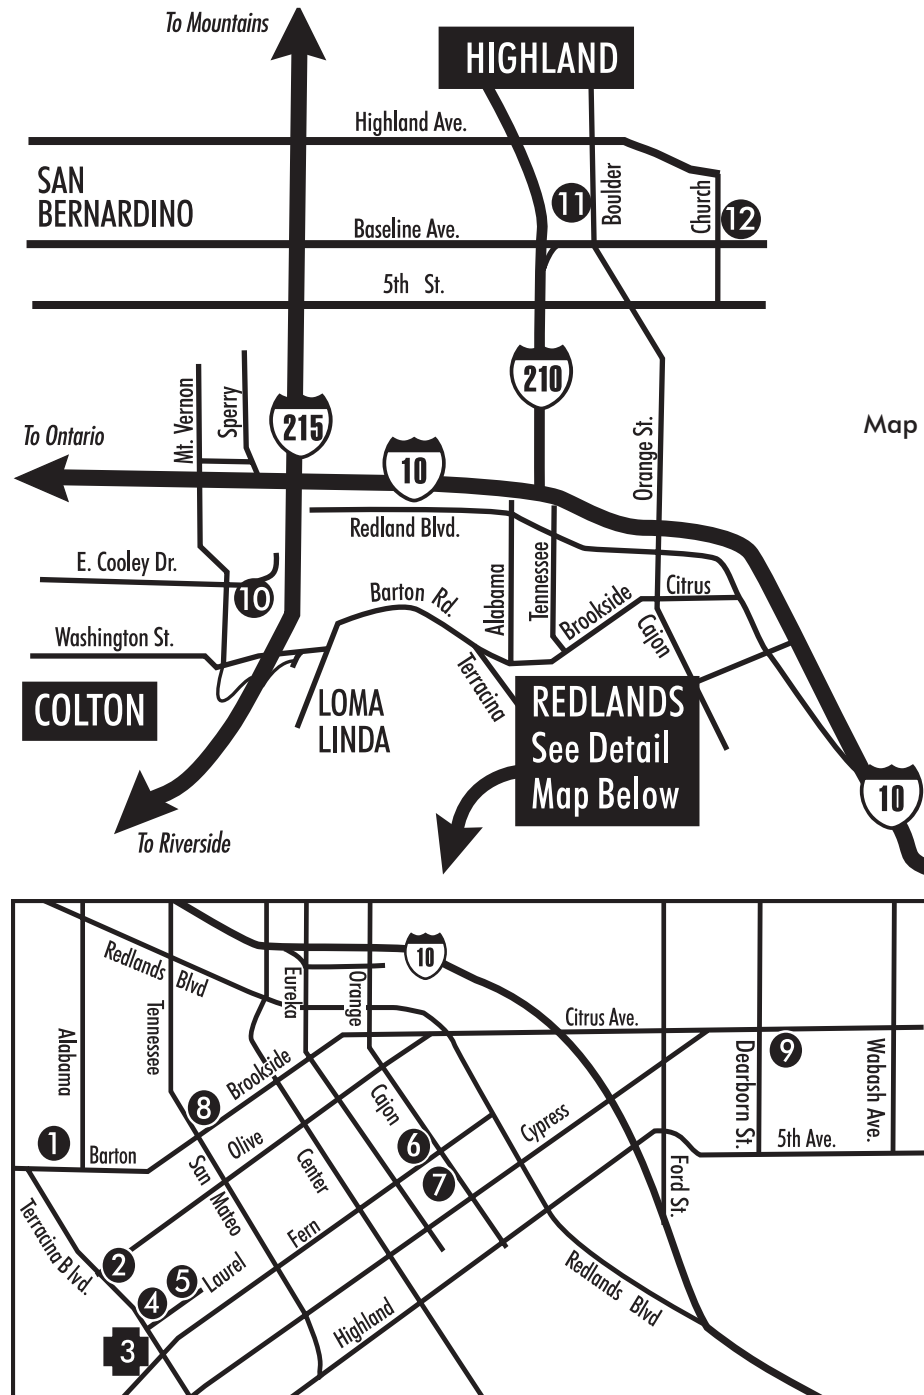 To Mountains
HIGHLAND
Highland Ave.
SAN
BERNARDINO
Boulder
Church
11
12
Baseline Ave.
5th St.
210
Mt. Vernon
Sperry
215
Orange St.
Map
To Ontario
10
Redland Blvd.
E. Cooley Dr.
10
Alabama
Tennessee
Barton Rd.
Brookside
Citrus
Cajon
Washington St.
Terracina
COLTON
LOMA
LINDA
REDLANDS
See Detail
Map Below
10
To Riverside
10
Redlands Blvd
Eureka
Orange
Tennessee
Citrus Ave.
Alabama
Brookside
Dearborn St.
9
Wabash Ave.
8
Cajon
Cypress
1
Barton
Olive
6
5th Ave.
San Mateo
Center
7
Ford St.
Terracina Blvd.
Fern
2
5
Laurel
4
Redlands Blvd
Highland
3